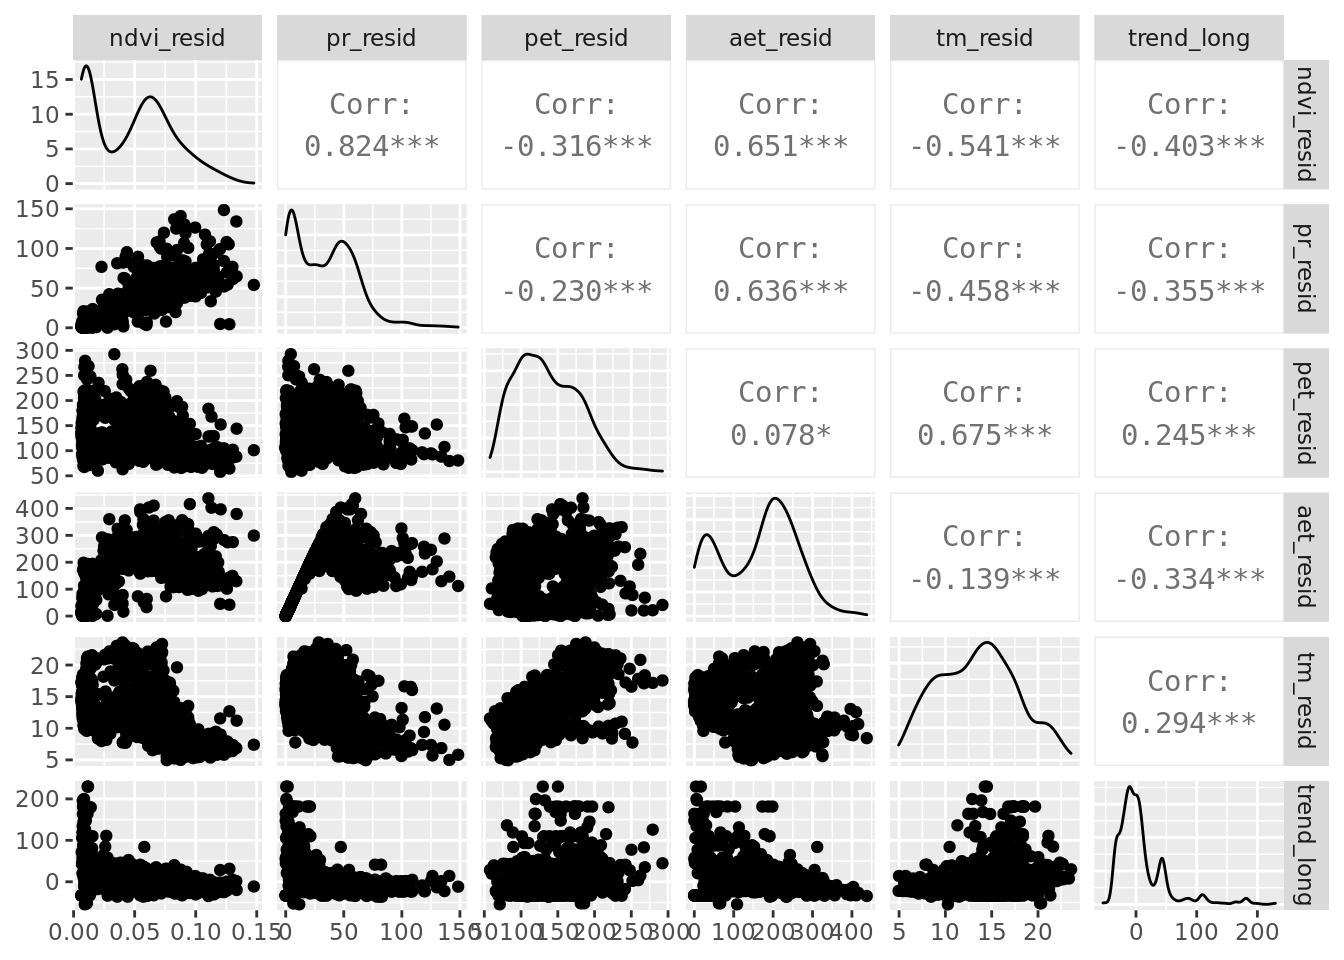 ndvi_resid pr_resid pet_resid aet_resid tm_resid trend_long
15
10
5
0
Corr:
0.824***
Corr:
-0.316***
Corr:
0.651***
Corr:
-0.541***
Corr:
-0.403***
ndvi_resid
150
100
50
0
Corr:
-0.230***
Corr:
0.636***
Corr:
-0.458***
Corr:
-0.355***
pr_resid
300
250
200
150
100
50
Corr:
0.078*
Corr:
0.675***
Corr:
0.245***
pet_resid
400
300
200
100
0
Corr:
-0.139***
Corr:
-0.334***
aet_resid
20
15
10
5
Corr:
0.294***
tm_resid
200
100
0
trend_long
0.00 0.05 0.10 0.15
0 50 100 150
50 100 150 200 250 300
0 100 200 300 400
5 10 15 20
0 100 200